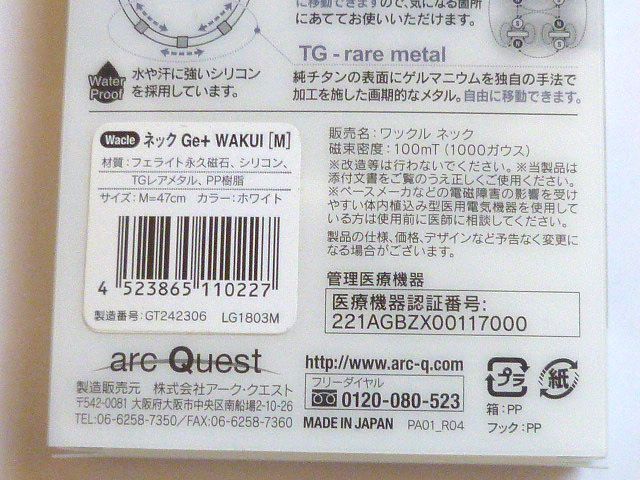 に移動できますので、気になる箇所
にあててお使いいただけます。
N
S
N
S
TG - rare metal
Water Proof
水や汗に強いシリコン
を採用しています。
純チタンの表面にゲルマニウムを独自の手法で
加工を施した画期的なメタル。自由に移動できます。
Wacle ネック Ge+ WAKUI [M]
材質：フェライト永久磁石、シリコン、
TGレアメタル、PP樹脂
サイズ：M=47cm カラー：ホワイト
4 523865 110227
製造番号：GT242306 LG1803M
販売名：ワックル ネック
磁束密度：100mT（1000ガウス）
※改造等は行わないでください。※当製品は
添付文書をご覧のうえ正しくご使用ください。
※ペースメーカなどの電磁障害の影響を受け
やすい体内植込み型医用電気機器を使用して
いる方は使用前に医師に相談してください。
製品の仕様、価格、デザインなど予告なく変更に
なる場合がございます。
管理医療機器
医療機器認証番号：
221AGBZX00117000
arc Quest
製造販売元 株式会社アーク・クエスト
〒542-0081 大阪府大阪市中央区南船場2-10-26
TEL:06-6258-7350／FAX:06-6258-7360
http://www.arc-q.com
フリーダイヤル
0120-080-523
MADE IN JAPAN PA01_R04
プラ
紙
箱：PP
フック：PP